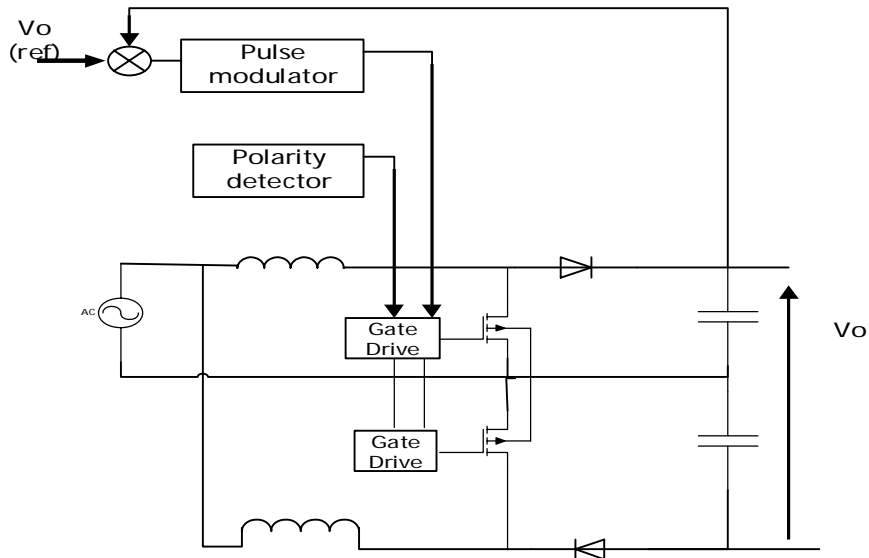 Vo
(ref)
Pulse
modulator
Polarity
detector
AC
Gate
Drive
Vo
Gate
Drive